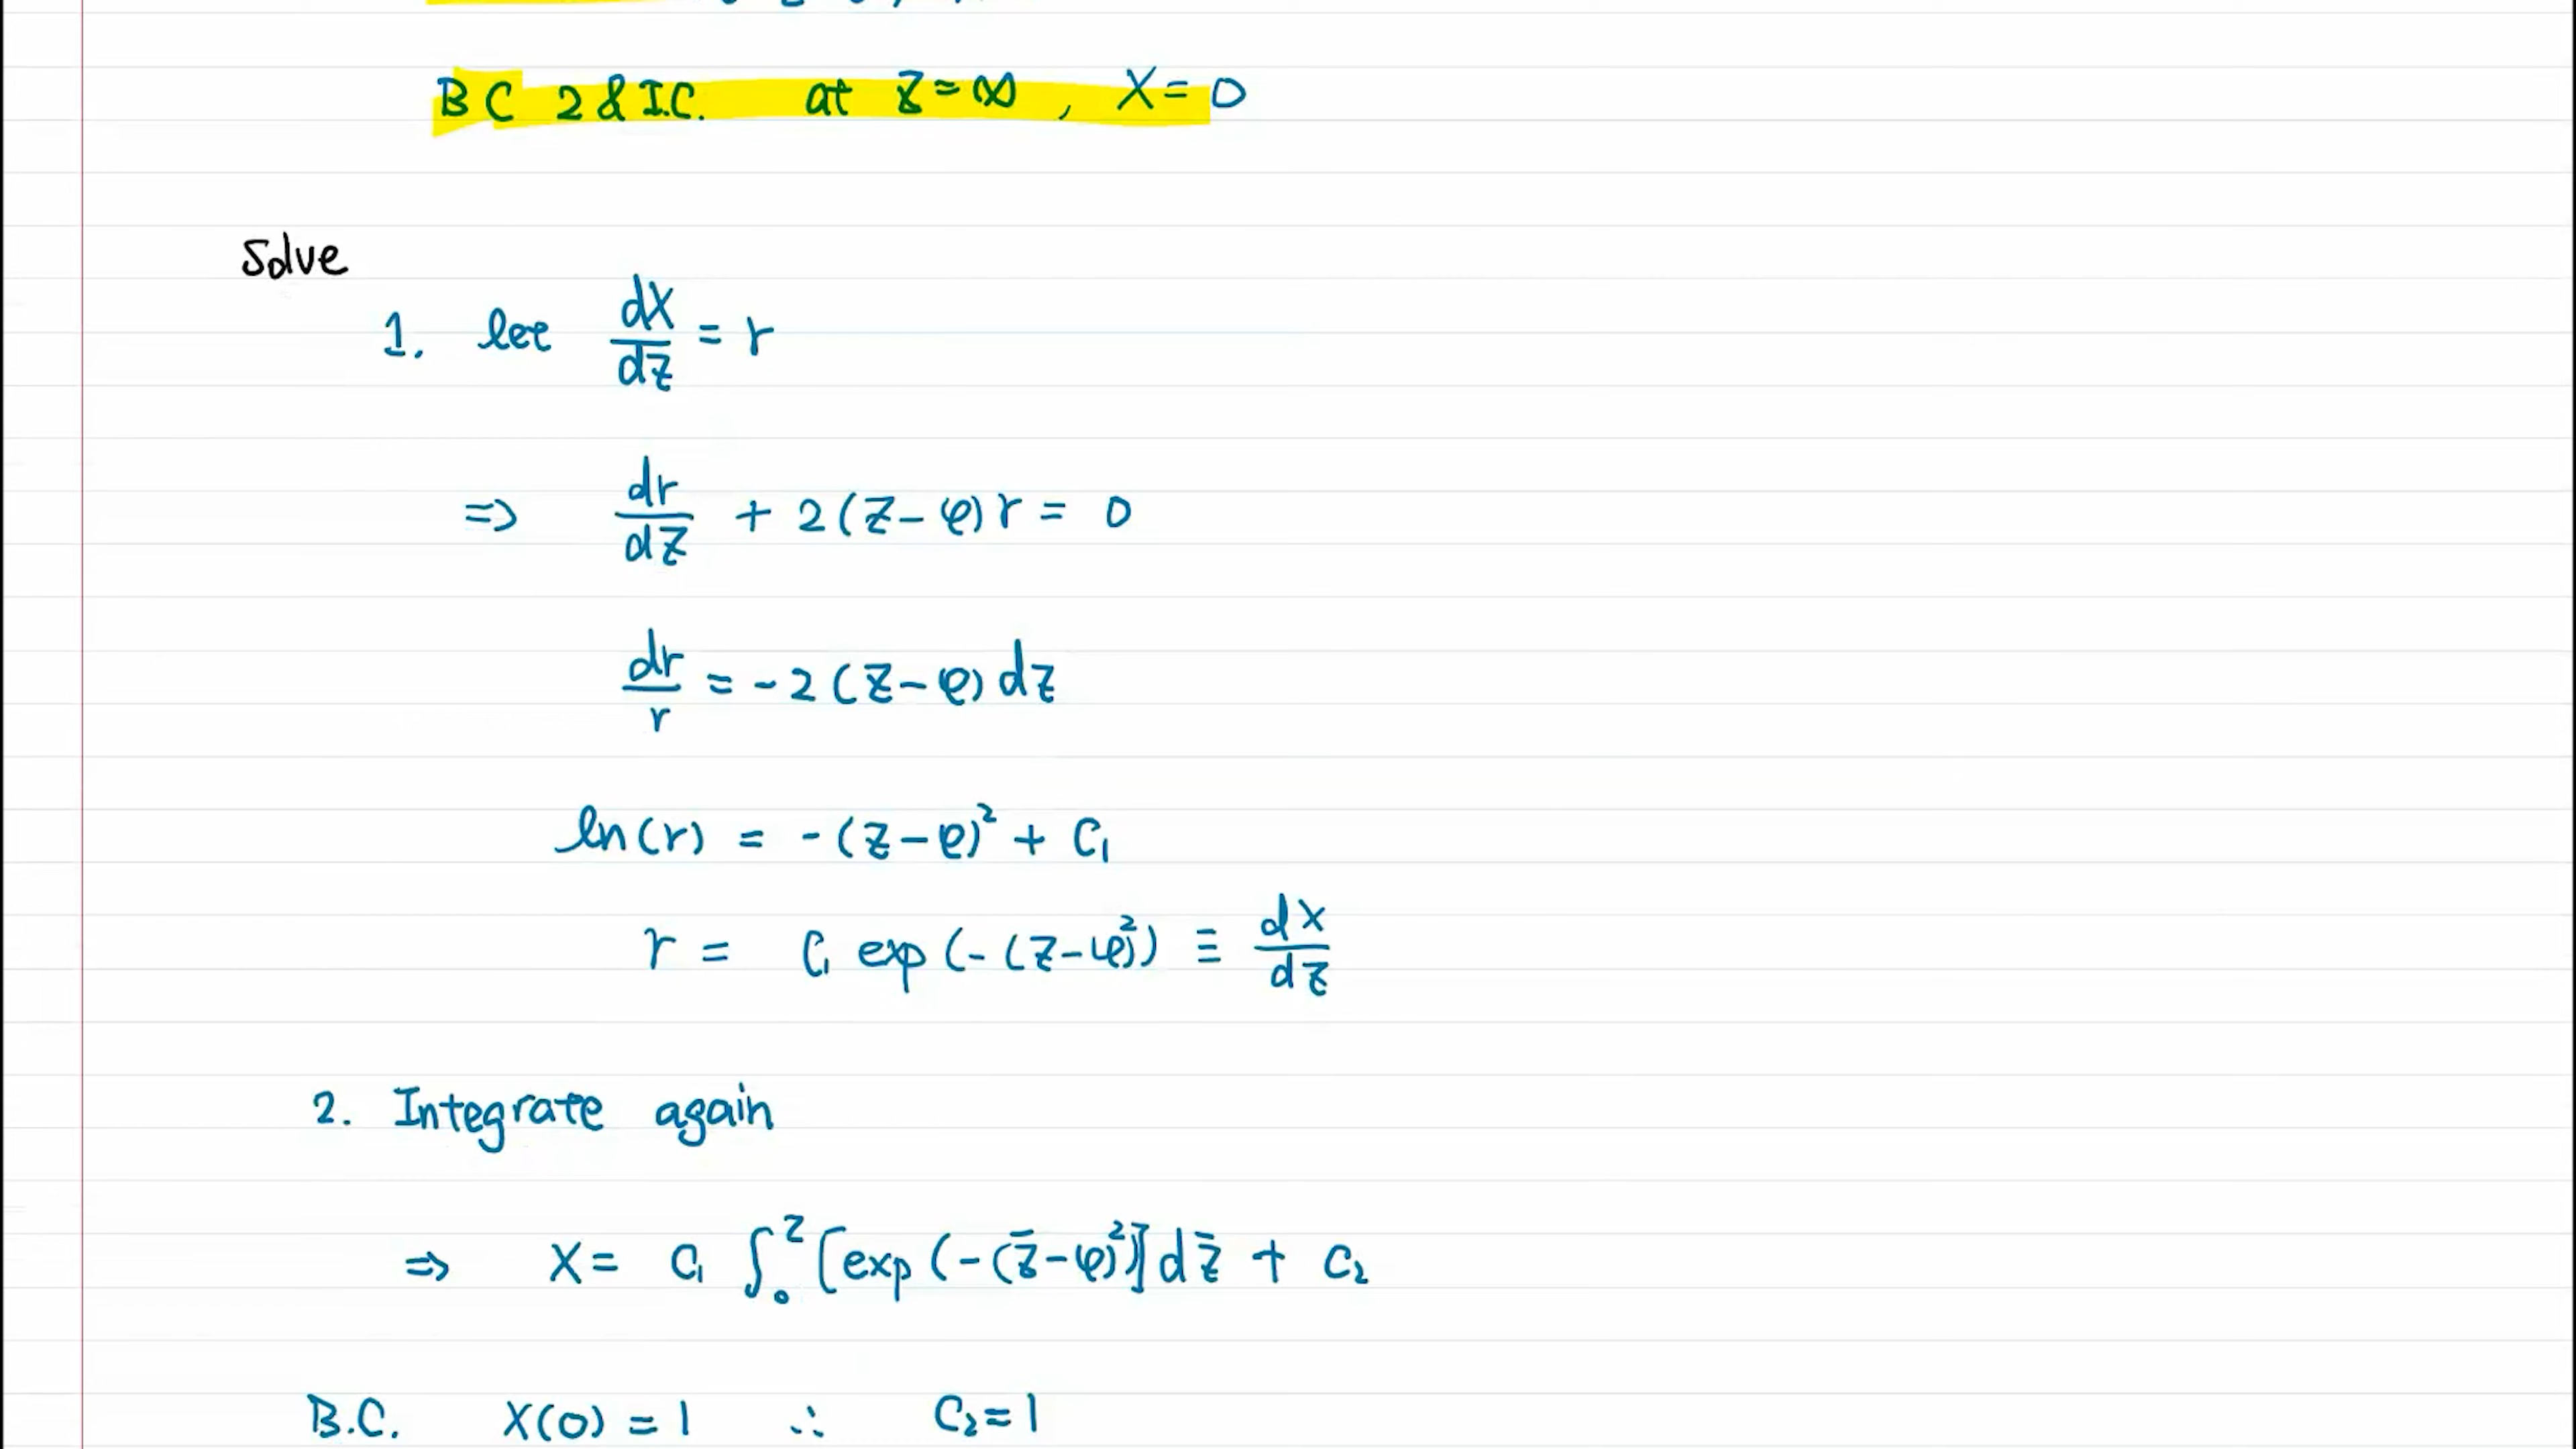 BC 2 & I.C. at Z=∞ , X=0
Solve
1. let dX/dZ = r
=> dr/dZ + 2(Z-φ)r = 0
dr/r = -2(Z-φ)dZ
ln(r) = -(Z-φ)² + C₁
r = C₁ exp(-(Z-φ)²) ≡ dX/dZ
2. Integrate again
=> X = C₁ ∫₀ᶻ [exp(-(Z̄-φ)²)]dZ̄ + C₂
B.C. X(0) = 1 ∴ C₂=1